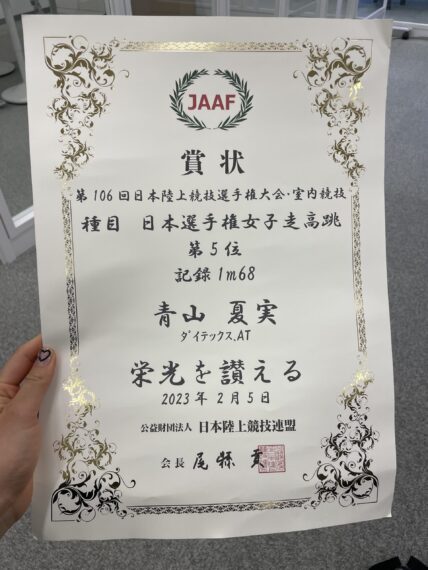 JAAF
賞状
第106回日本陸上競技選手権大会・室内競技
種目 日本選手権女子走高跳
第5位
記録 1m68
青山 夏実
ダイテックス.AT
栄光を讃える
2023年2月5日
公益財団法人 日本陸上競技連盟
会長 尾縣 貢